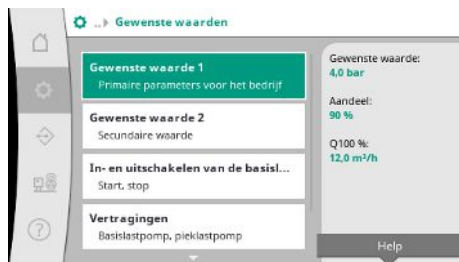 ..▸ Gewenste waarden
Gewenste waarde 1
Primaire parameters voor het bedrijf
Gewenste waarde 2
Secundaire waarde
In- en uitschakelen van de basisl...
Start, stop
Vertragingen
Basislastpomp, pieklastpomp
Gewenste waarde:
4,0 bar
Aandeel:
90 %
Q100 %:
12,0 m³/h
Help